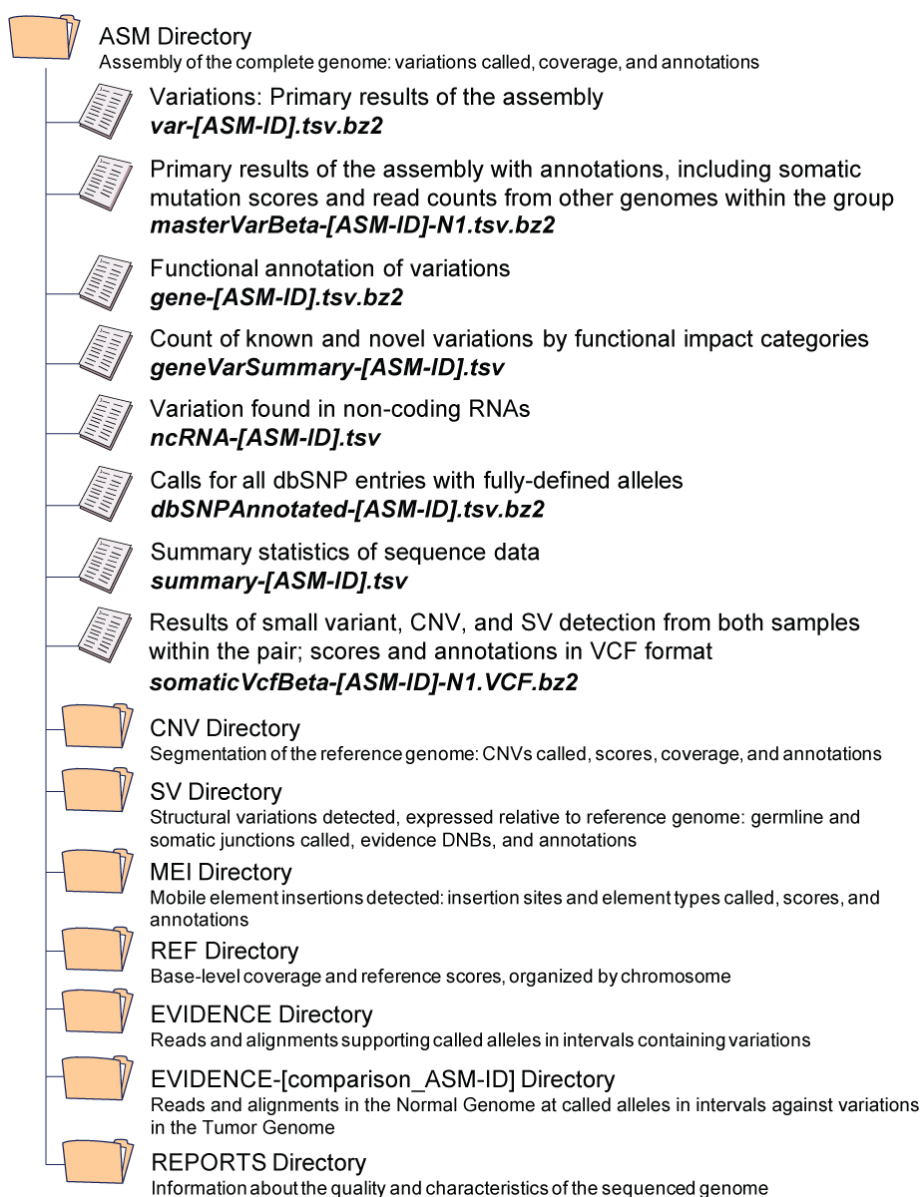 ASM Directory
Assembly of the complete genome: variations called, coverage, and annotations
Variations: Primary results of the assembly
var-[ASM-ID].tsv.bz2
Primary results of the assembly with annotations, including somatic
mutation scores and read counts from other genomes within the group
masterVarBeta-[ASM-ID]-N1.tsv.bz2
Functional annotation of variations
gene-[ASM-ID].tsv.bz2
Count of known and novel variations by functional impact categories
geneVarSummary-[ASM-ID].tsv
Variation found in non-coding RNAs
ncRNA-[ASM-ID].tsv
Calls for all dbSNP entries with fully-defined alleles
dbSNPAnnotated-[ASM-ID].tsv.bz2
Summary statistics of sequence data
summary-[ASM-ID].tsv
Results of small variant, CNV, and SV detection from both samples
within the pair; scores and annotations in VCF format
somaticVcfBeta-[ASM-ID]-N1.VCF.bz2
CNV Directory
Segmentation of the reference genome: CNVs called, scores, coverage, and annotations
SV Directory
Structural variations detected, expressed relative to reference genome: germline and
somatic junctions called, evidence DNBs, and annotations
MEI Directory
Mobile element insertions detected: insertion sites and element types called, scores, and
annotations
REF Directory
Base-level coverage and reference scores, organized by chromosome
EVIDENCE Directory
Reads and alignments supporting called alleles in intervals containing variations
EVIDENCE-[comparison_ASM-ID] Directory
Reads and alignments in the Normal Genome at called alleles in intervals against variations
in the Tumor Genome
REPORTS Directory
Information about the quality and characteristics of the sequenced genome